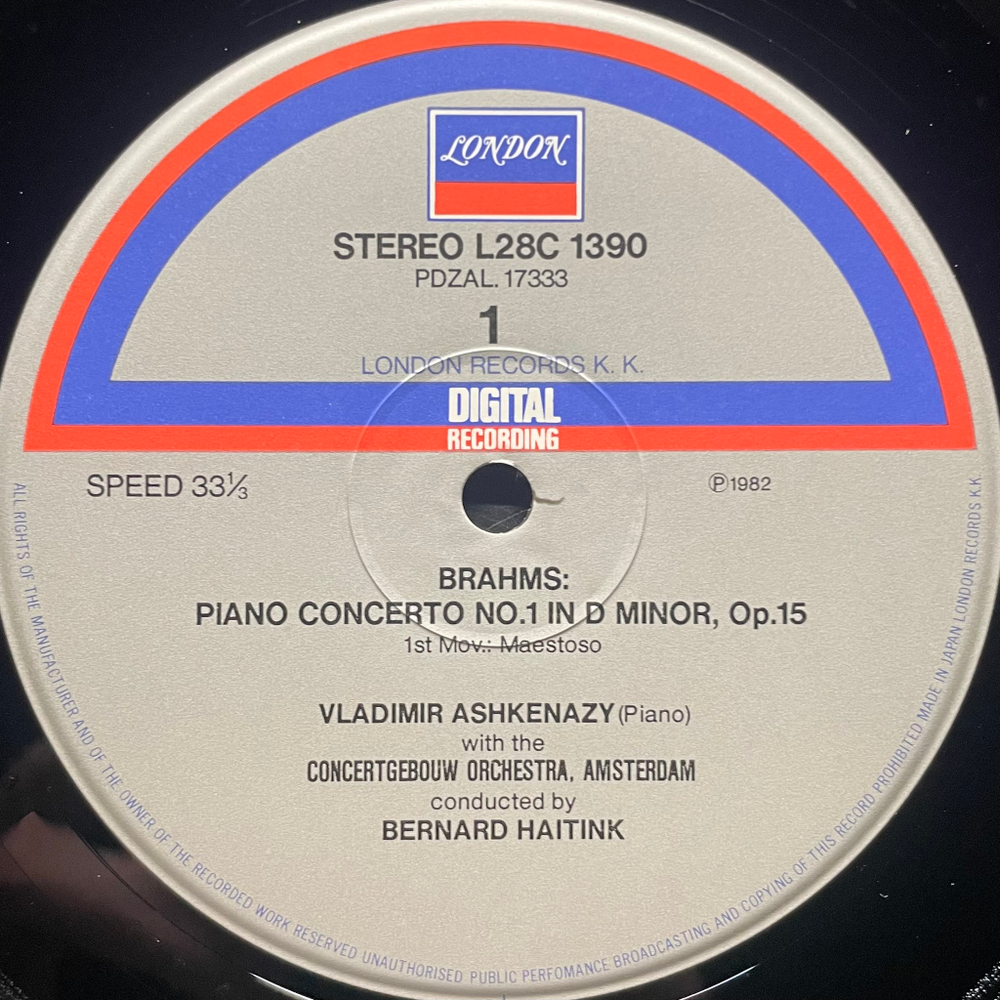 LONDON
STEREO L28C 1390
PDZAL. 17333
1
LONDON RECORDS K. K.
DIGITAL
RECORDING
SPEED 33⅓
℗1982
BRAHMS:
PIANO CONCERTO NO.1 IN D MINOR, Op.15
1st Mov.: Maestoso
VLADIMIR ASHKENAZY (Piano)
with the
CONCERTGEBOUW ORCHESTRA, AMSTERDAM
conducted by
BERNARD HAITINK
ALL RIGHTS OF THE MANUFACTURER AND OF THE OWNER OF THE RECORDED WORK RESERVED UNAUTHORISED PUBLIC PERFOMANCE BROADCASTING AND COPYING OF THIS RECORD PROHIBITED MADE IN JAPAN LONDON RECORDS K.K.